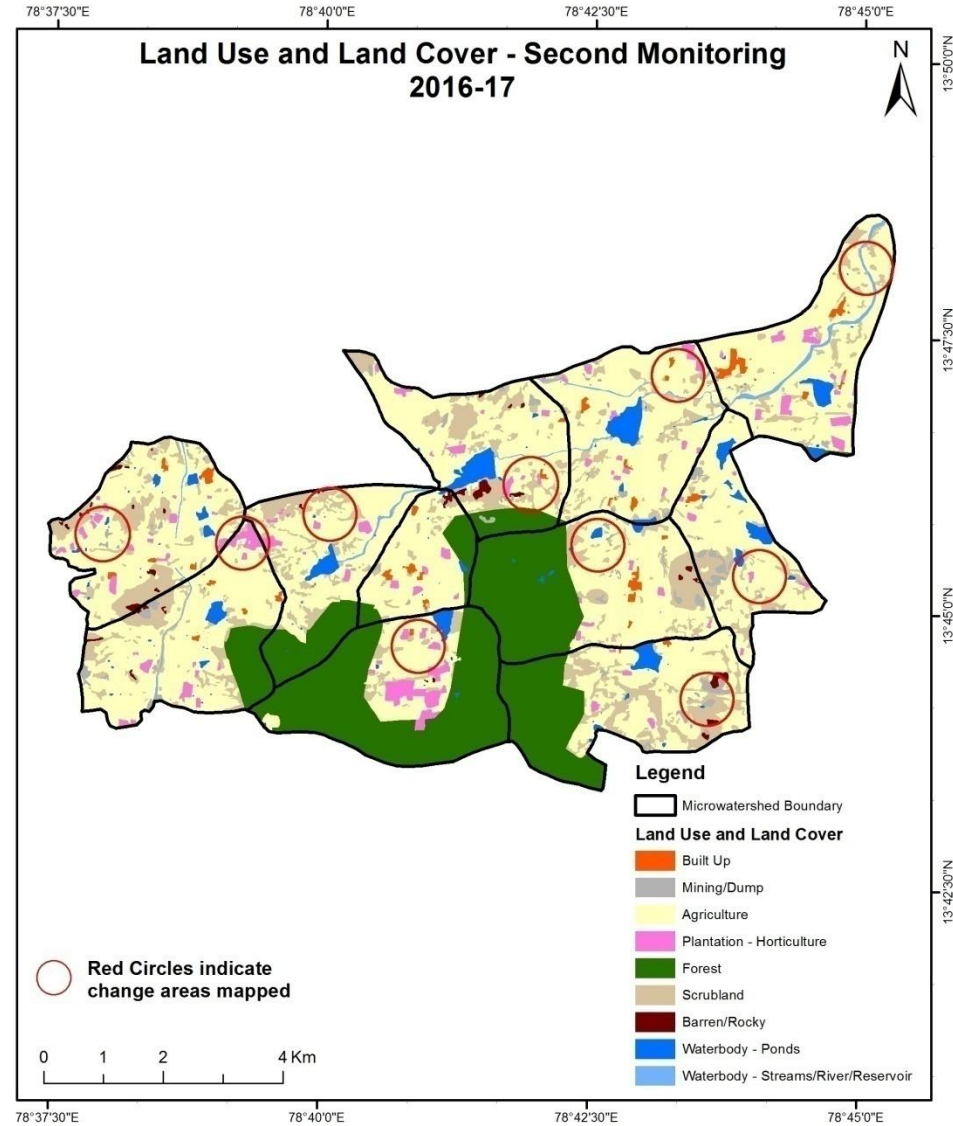 78°37'30"E 78°40'0"E 78°42'30"E 78°45'0"E
Land Use and Land Cover - Second Monitoring
2016-17
N
13°50'0"N
13°47'30"N
13°45'0"N
13°42'30"N
Legend
Microwatershed Boundary
Land Use and Land Cover
Built Up
Mining/Dump
Agriculture
Plantation - Horticulture
Forest
Scrubland
Barren/Rocky
Waterbody - Ponds
Waterbody - Streams/River/Reservoir
Red Circles indicate
change areas mapped
0 1 2 4 Km
78°37'30"E 78°40'0"E 78°42'30"E 78°45'0"E